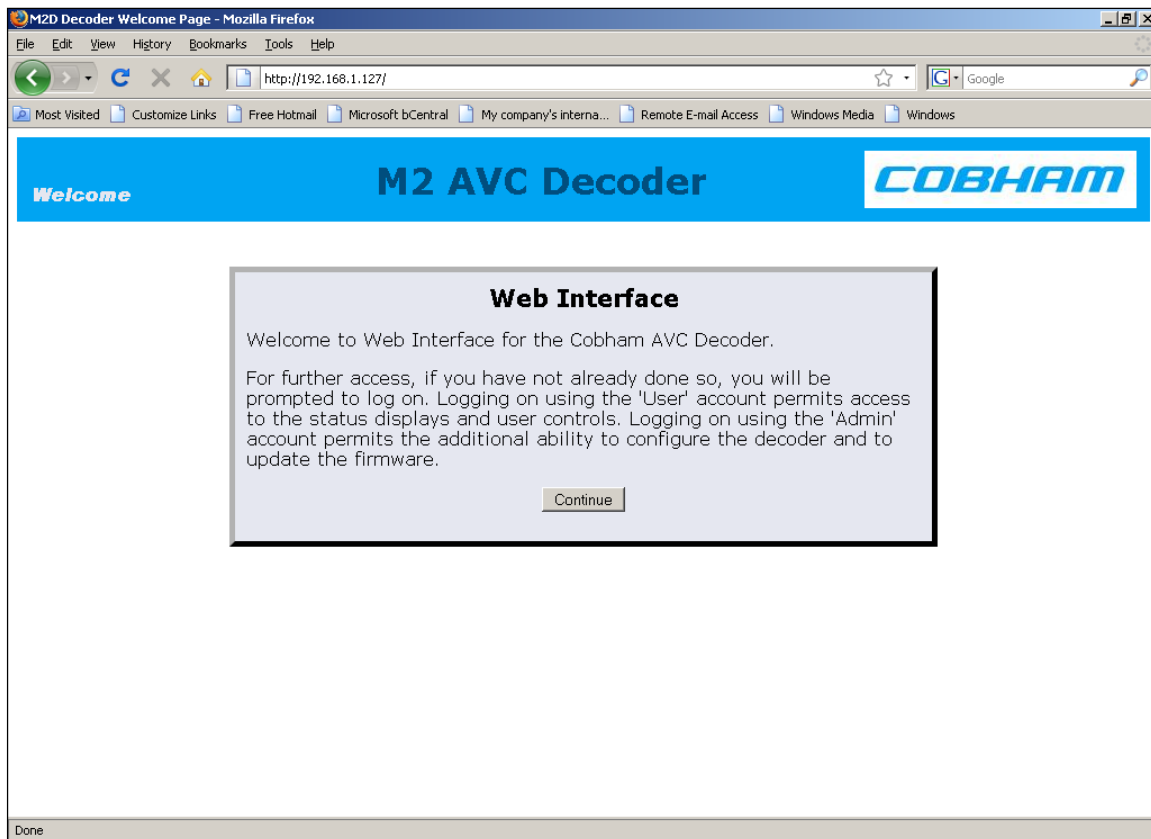 M2D Decoder Welcome Page - Mozilla Firefox
File Edit View History Bookmarks Tools Help
http://192.168.1.127/
G Google
Most Visited Customize Links Free Hotmail Microsoft bCentral My company's interna... Remote E-mail Access Windows Media Windows
Welcome
M2 AVC Decoder
COBHAM
Web Interface
Welcome to Web Interface for the Cobham AVC Decoder.
For further access, if you have not already done so, you will be
prompted to log on. Logging on using the 'User' account permits access
to the status displays and user controls. Logging on using the 'Admin'
account permits the additional ability to configure the decoder and to
update the firmware.
Continue
Done